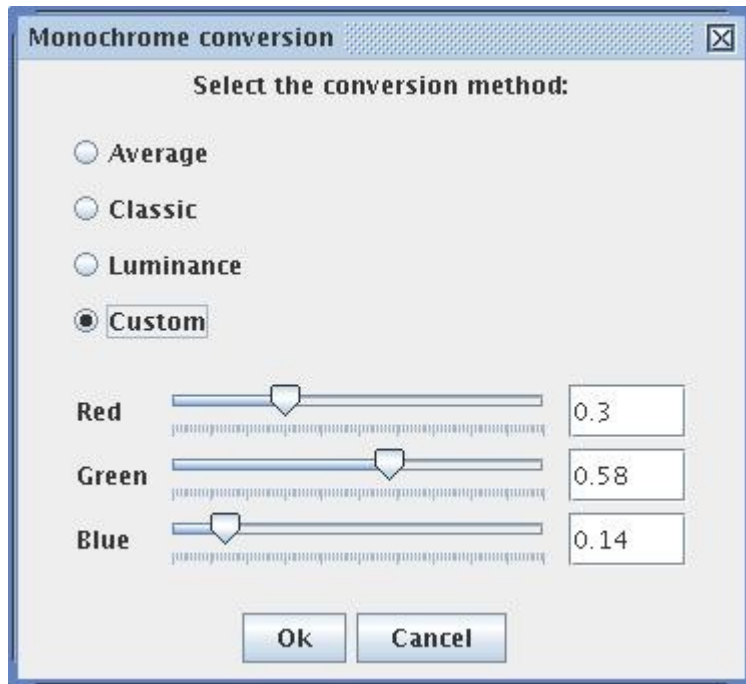 Monochrome conversion
Select the conversion method:
Average
Classic
Luminance
Custom
Red 0.3
Green 0.58
Blue 0.14
Ok Cancel